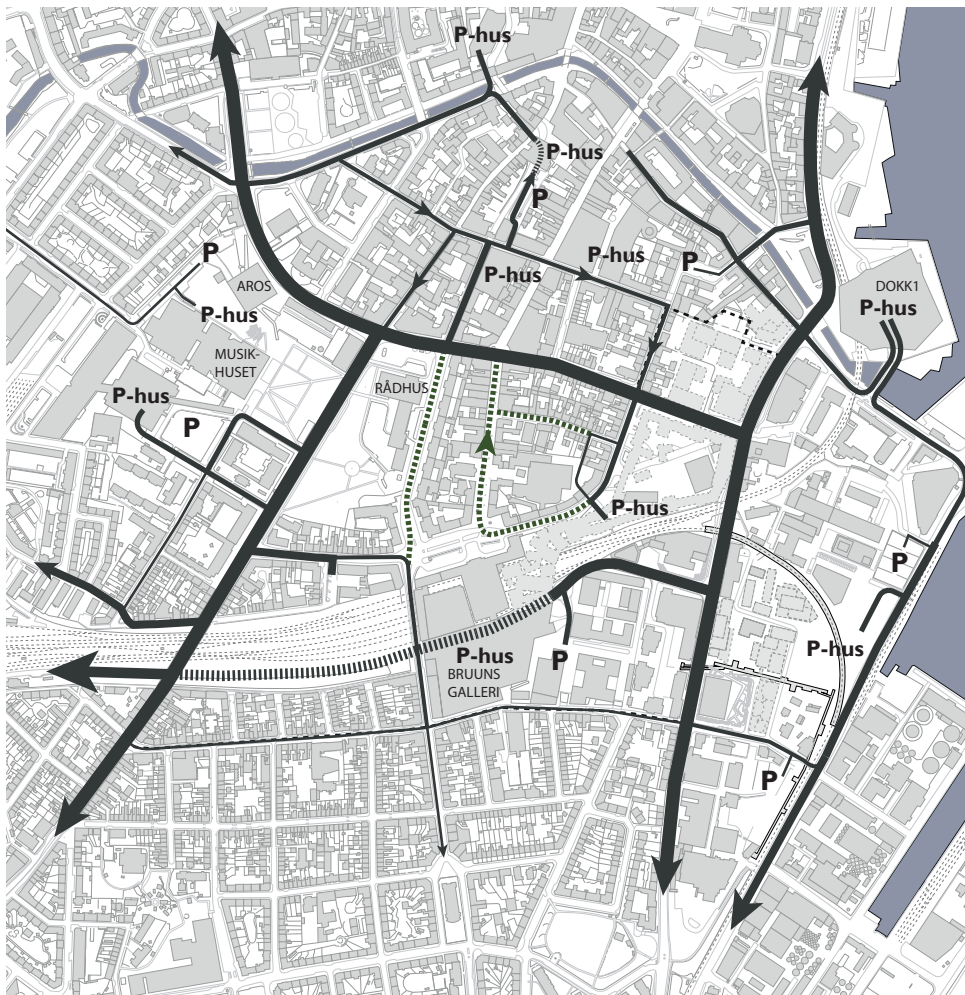 P-hus
P-hus
P
P
P-hus
P-hus
P
AROS
DOKK1
P-hus
P-hus
MUSIK-
HUSET
RÅDHUS
P-hus
P
P-hus
P
P-hus
P-hus
P
BRUUNS
GALLERI
P